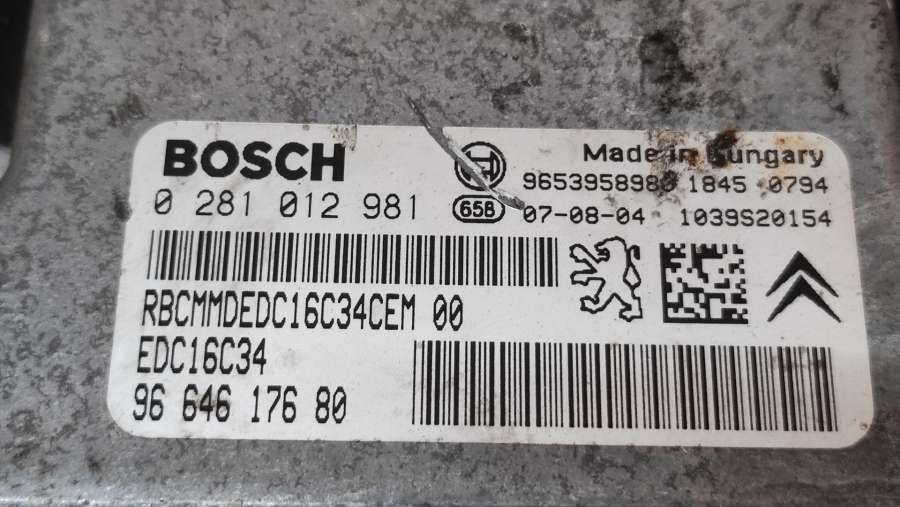 BOSCH
Made in Hungary
9653958980 1845 0794
0 281 012 981
65B
07-08-04 1039S20154
RBCMMDEDC16C34CEM 00
EDC16C34
96 646 176 80